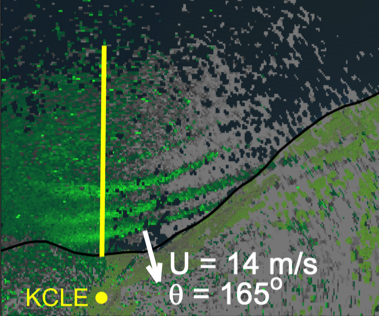 U = 14 m/s
θ = 165°
KCLE